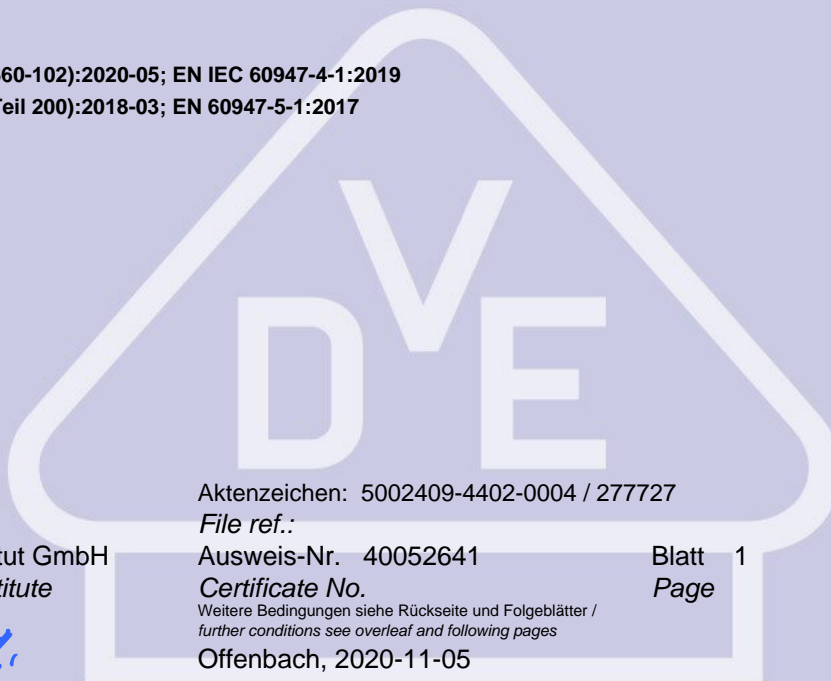 60-102):2020-05; EN IEC 60947-4-1:2019
Teil 200):2018-03; EN 60947-5-1:2017
V
D E
Aktenzeichen: 5002409-4402-0004 / 277727
File ref.:
tut GmbH Ausweis-Nr. 40052641 Blatt 1
titute Certificate No. Page
Weitere Bedingungen siehe Rückseite und Folgeblätter /
further conditions see overleaf and following pages
Offenbach, 2020-11-05